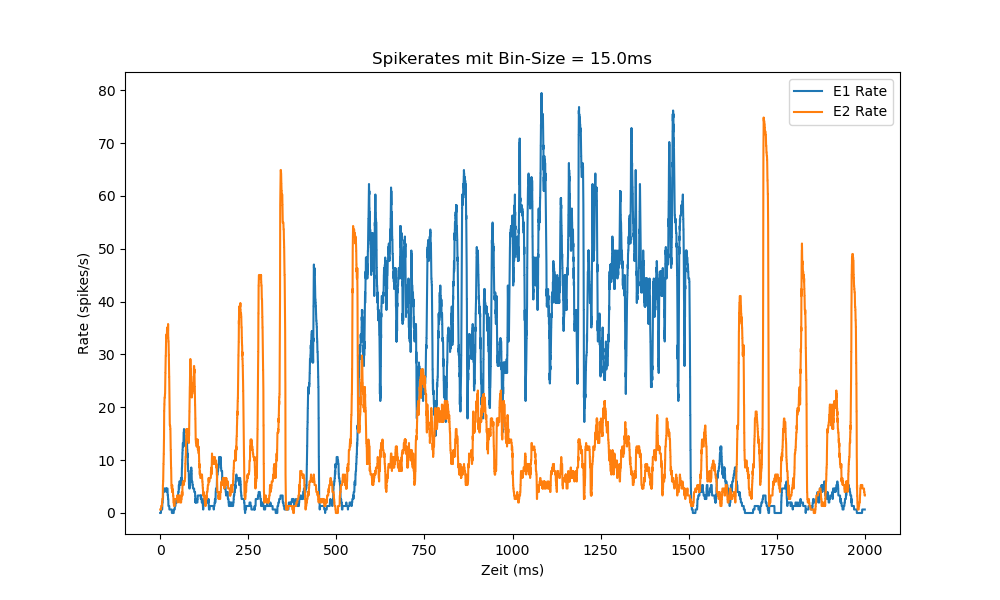 Spikerates mit Bin-Size = 15.0ms
E1 Rate
E2 Rate
80
70
60
50
40
30
20
10
0
Rate (spikes/s)
0 250 500 750 1000 1250 1500 1750 2000
Zeit (ms)